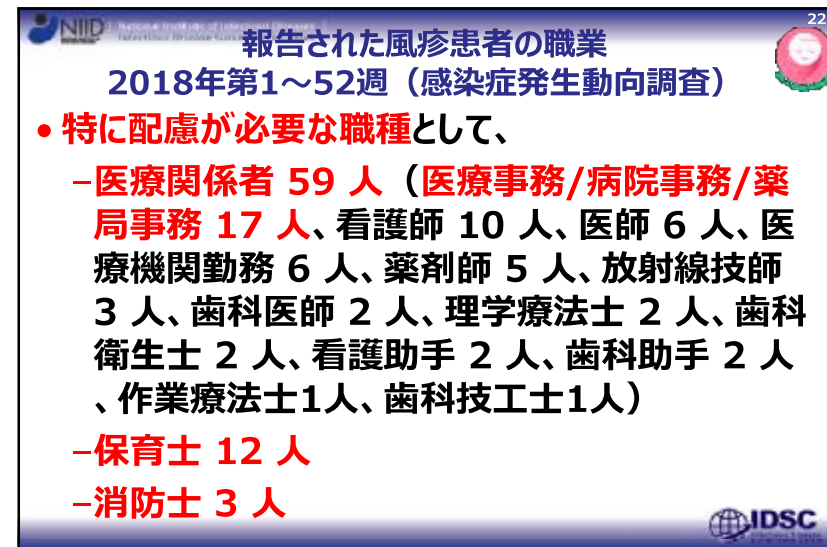 22
NIID National Institute of Infectious Diseases
報告された風疹患者の職業
2018年第1～52週（感染症発生動向調査）
• 特に配慮が必要な職種として、
–医療関係者 59 人（医療事務/病院事務/薬
局事務 17 人、看護師 10 人、医師 6 人、医
療機関勤務 6 人、薬剤師 5 人、放射線技師
3 人、歯科医師 2 人、理学療法士 2 人、歯科
衛生士 2 人、看護助手 2 人、歯科助手 2 人
、作業療法士1人、歯科技工士1人）
–保育士 12 人
–消防士 3 人
IDSC